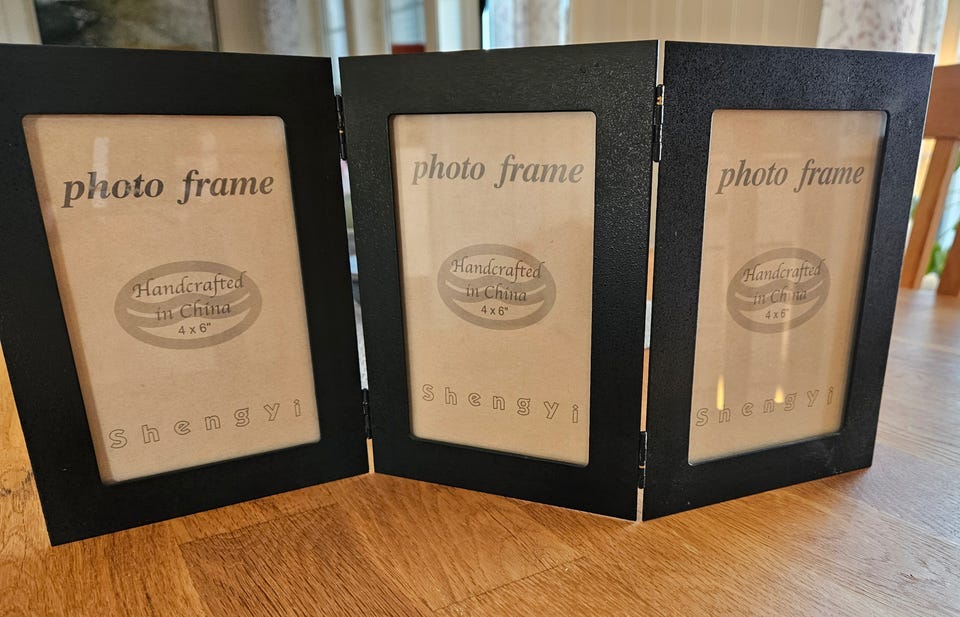 photo frame
Handcrafted
in China
4 x 6"
Shengyi
photo frame
Handcrafted
in China
4 x 6"
Shengyi
photo frame
Handcrafted
in China
4 x 6"
Shengyi